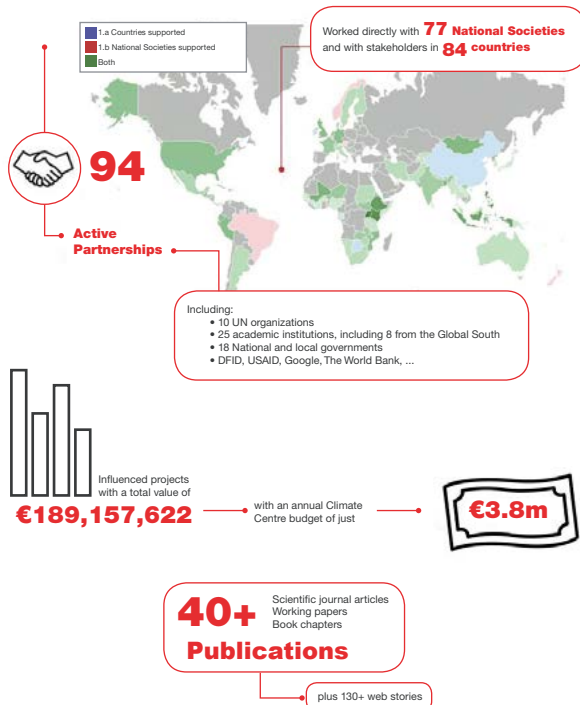 1.a Countries supported
1.b National Societies supported
Both
Worked directly with 77 National Societies
and with stakeholders in 84 countries
94
Active
Partnerships
Including:
• 10 UN organizations
• 25 academic institutions, including 8 from the Global South
• 18 National and local governments
• DFID, USAID, Google, The World Bank, ...
Influenced projects
with a total value of
€189,157,622
with an annual Climate
Centre budget of just
€3.8m
40+
Scientific journal articles
Working papers
Book chapters
Publications
plus 130+ web stories